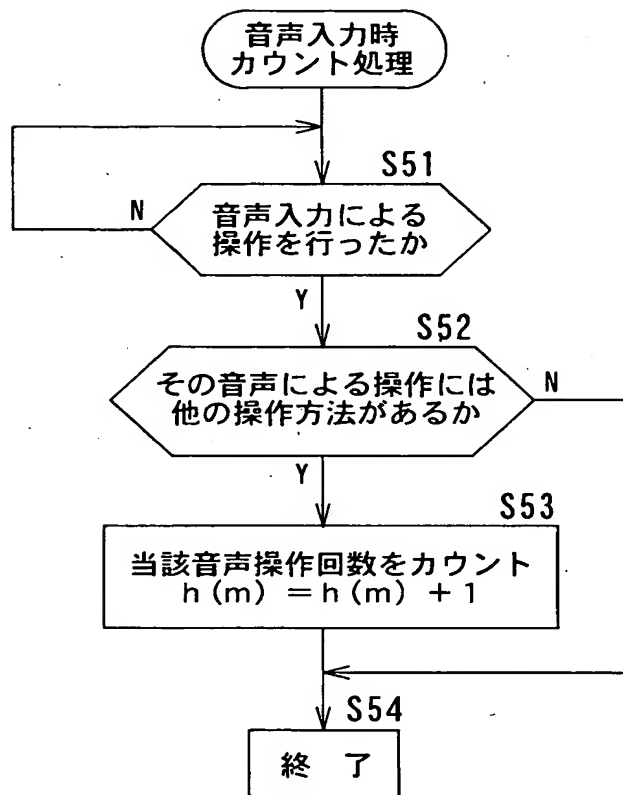 音声入力時
カウント処理
S51
N
音声入力による
操作を行ったか
Y
S52
その音声による操作には
他の操作方法があるか
N
Y
S53
当該音声操作回数をカウント
h (m) = h (m) + 1
S54
終 了